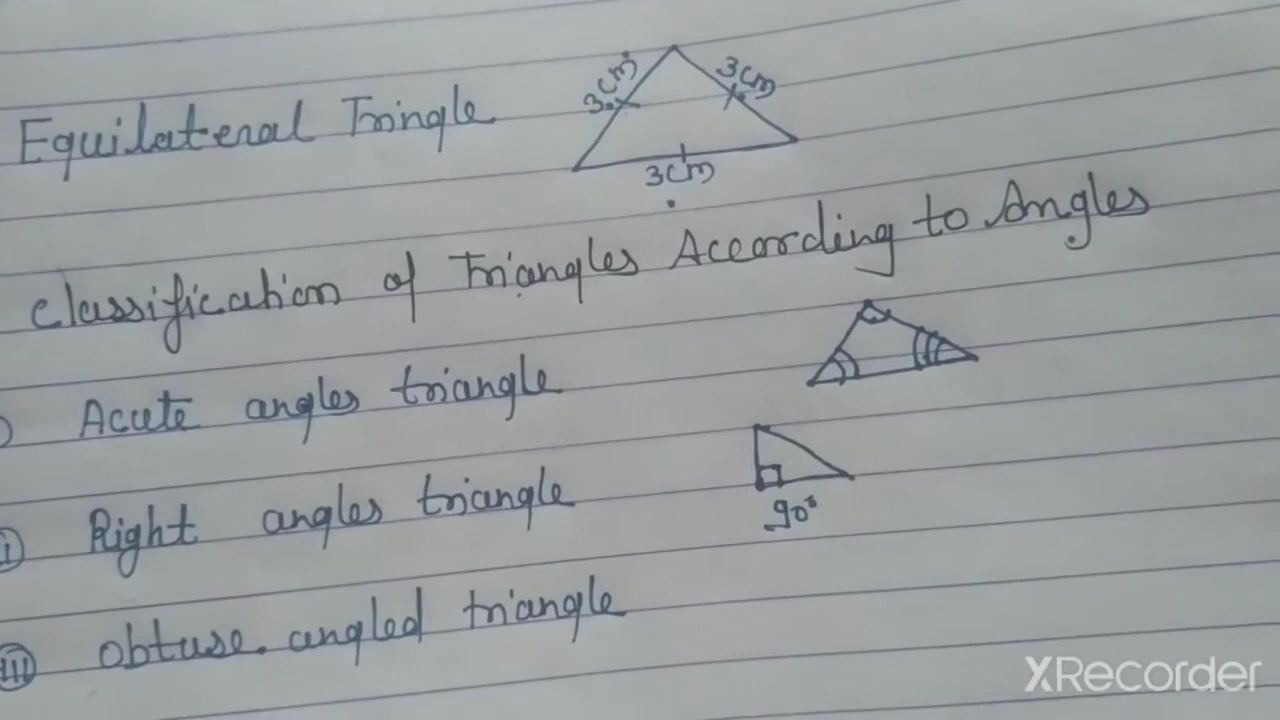 Equilateral Tringle
3cm
3cm
3cm
Classification of Triangles According to Angles
Acute angles triangle
Right angles triangle
90°
iii obtuse. angled triangle
XRecorder